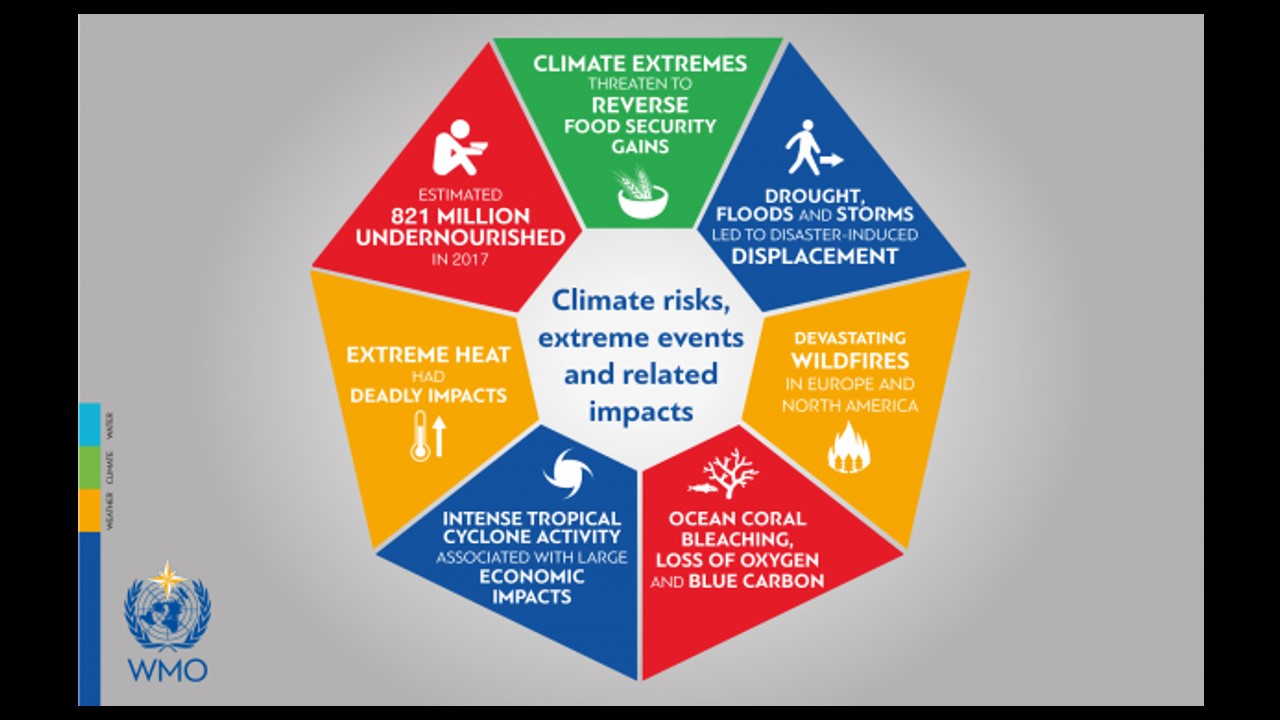 CLIMATE EXTREMES
THREATEN TO
REVERSE
FOOD SECURITY
GAINS
DROUGHT,
FLOODS AND STORMS
LED TO DISASTER-INDUCED
DISPLACEMENT
DEVASTATING
WILDFIRES
IN EUROPE AND
NORTH AMERICA
OCEAN CORAL
BLEACHING,
LOSS OF OXYGEN
AND BLUE CARBON
INTENSE TROPICAL
CYCLONE ACTIVITY
ASSOCIATED WITH LARGE
ECONOMIC
IMPACTS
EXTREME HEAT
HAD
DEADLY IMPACTS
ESTIMATED
821 MILLION
UNDERNOURISHED
IN 2017
Climate risks,
extreme events
and related
impacts
WEATHER CLIMATE WATER
WMO